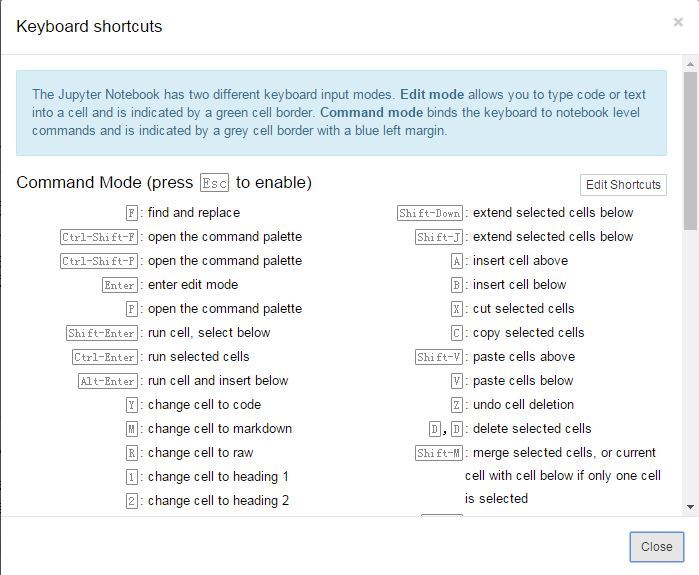 Keyboard shortcuts
×
The Jupyter Notebook has two different keyboard input modes. Edit mode allows you to type code or text
into a cell and is indicated by a green cell border. Command mode binds the keyboard to notebook level
commands and is indicated by a grey cell border with a blue left margin.
Command Mode (press Esc to enable)
Edit Shortcuts
F : find and replace
Ctrl-Shift-F : open the command palette
Ctrl-Shift-P : open the command palette
Enter : enter edit mode
P : open the command palette
Shift-Enter : run cell, select below
Ctrl-Enter : run selected cells
Alt-Enter : run cell and insert below
Y : change cell to code
M : change cell to markdown
R : change cell to raw
1 : change cell to heading 1
2 : change cell to heading 2
Shift-Down : extend selected cells below
Shift-J : extend selected cells below
A : insert cell above
B : insert cell below
X : cut selected cells
C : copy selected cells
Shift-V : paste cells above
V : paste cells below
Z : undo cell deletion
D , D : delete selected cells
Shift-M : merge selected cells, or current
cell with cell below if only one cell
is selected
Close